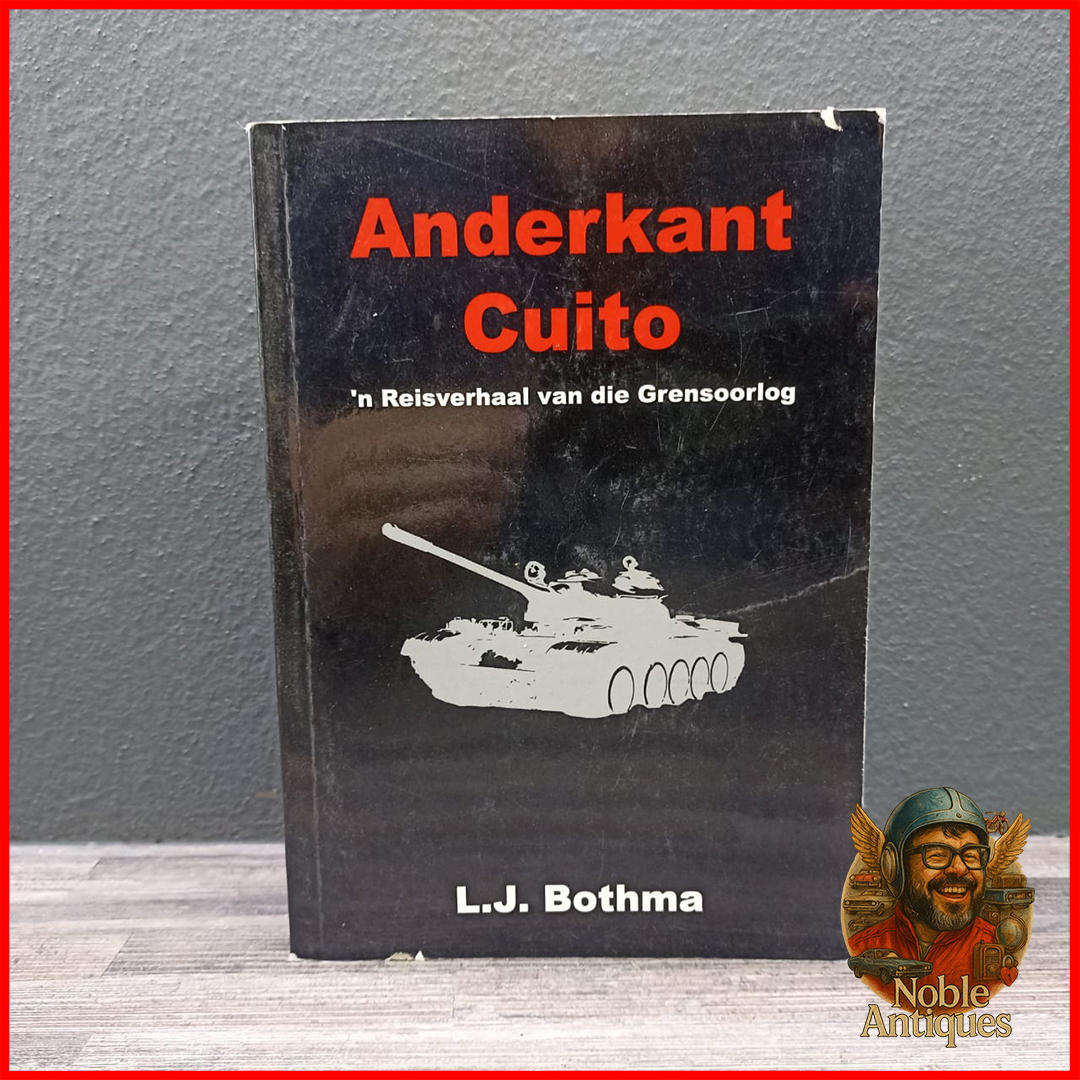 Anderkant
Cuito
'n Reisverhaal van die Grensoorlog
L.J. Bothma
Noble
Antiques